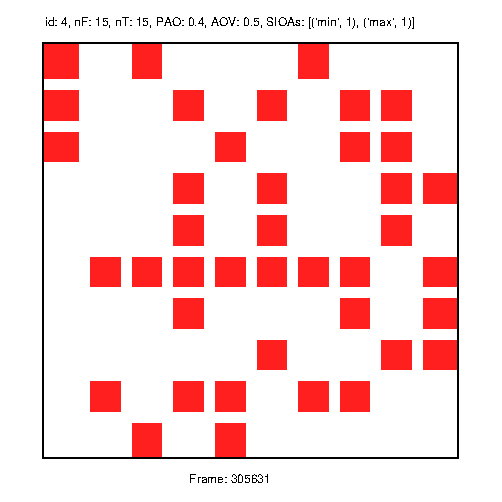 id: 4, nF: 15, nT: 15, PAO: 0.4, AOV: 0.5, SIOAs: [('min', 1), ('max', 1)]
Frame: 305631